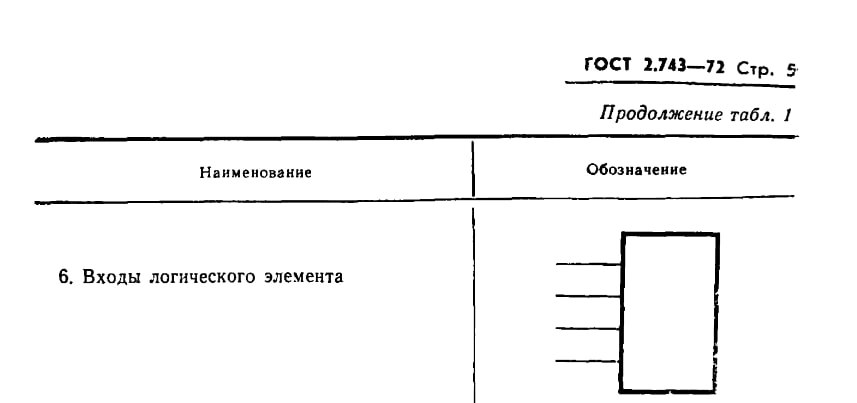 ГОСТ 2.743—72 Стр. 5
Продолжение табл. 1
Наименование
Обозначение
6. Входы логического элемента